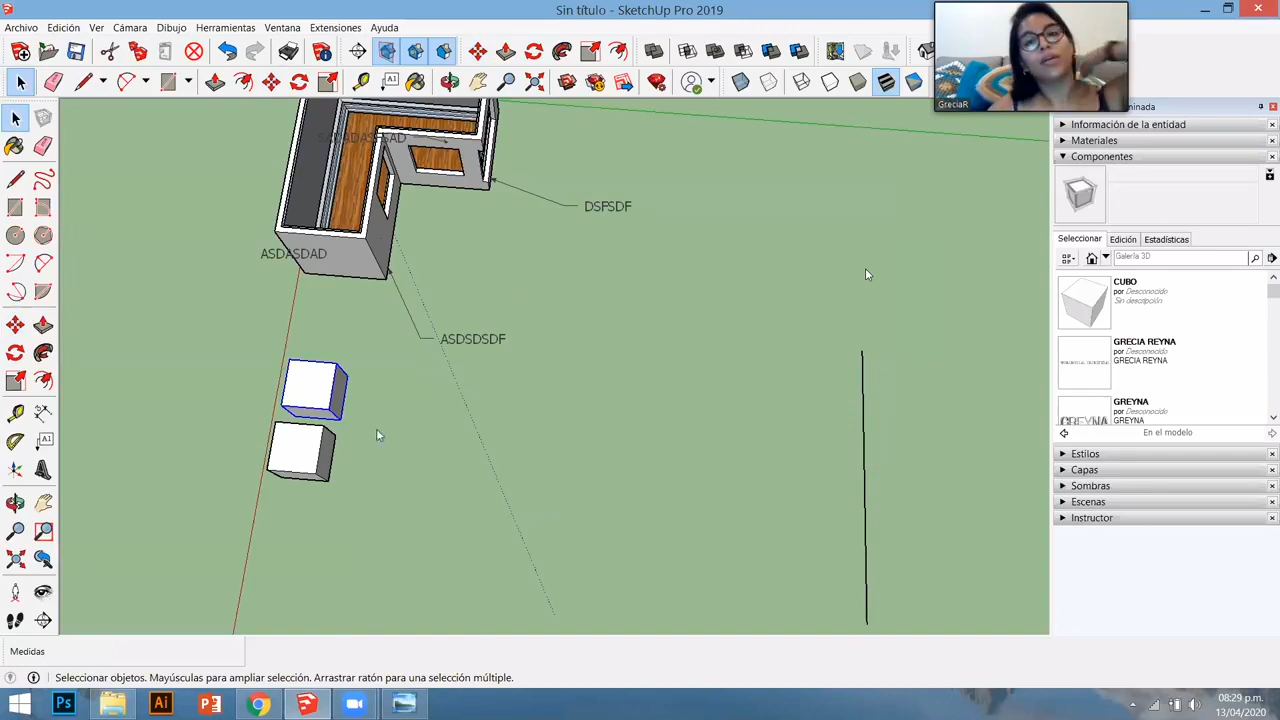 Sin título - SketchUp Pro 2019
Archivo Edición Ver Cámara Dibujo Herramientas Ventana Extensiones Ayuda
GreciaR
Información de la entidad
Materiales
Componentes
Seleccionar Edición Estadísticas
Galería 3D
CUBO
por Desconocido
Sin descripción
GRECIA REYNA
por Desconocido
GRECIA REYNA
GREYNA
por Desconocido
GREYNA
En el modelo
Estilos
Capas
Sombras
Escenas
Instructor
DSFSDF
ASDASDAD
ASDSDSDF
Medidas
Seleccionar objetos. Mayúsculas para ampliar selección. Arrastrar ratón para una selección múltiple.
Ps
Ai
08:29 p.m.
13/04/2020